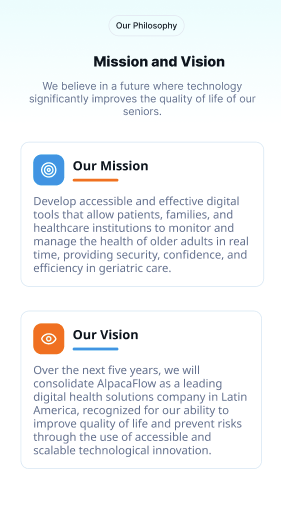 Our Philosophy
Mission and Vision
We believe in a future where technology
significantly improves the quality of life of our
seniors.
Our Mission
Develop accessible and effective digital
tools that allow patients, families, and
healthcare institutions to monitor and
manage the health of older adults in real
time, providing security, confidence, and
efficiency in geriatric care.
Our Vision
Over the next five years, we will
consolidate AlpacaFlow as a leading
digital health solutions company in Latin
America, recognized for our ability to
improve quality of life and prevent risks
through the use of accessible and
scalable technological innovation.